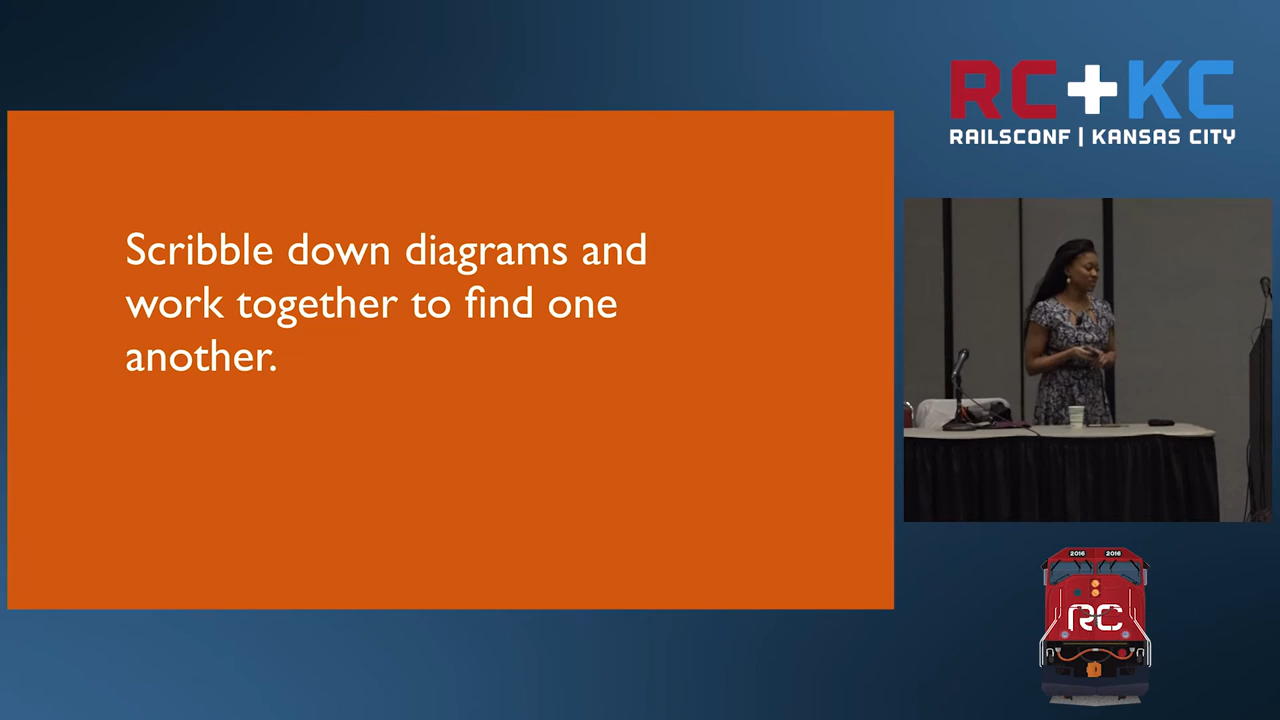 RC+KC
RAILSCONF | KANSAS CITY
Scribble down diagrams and
work together to find one
another.
2016 2016
RC